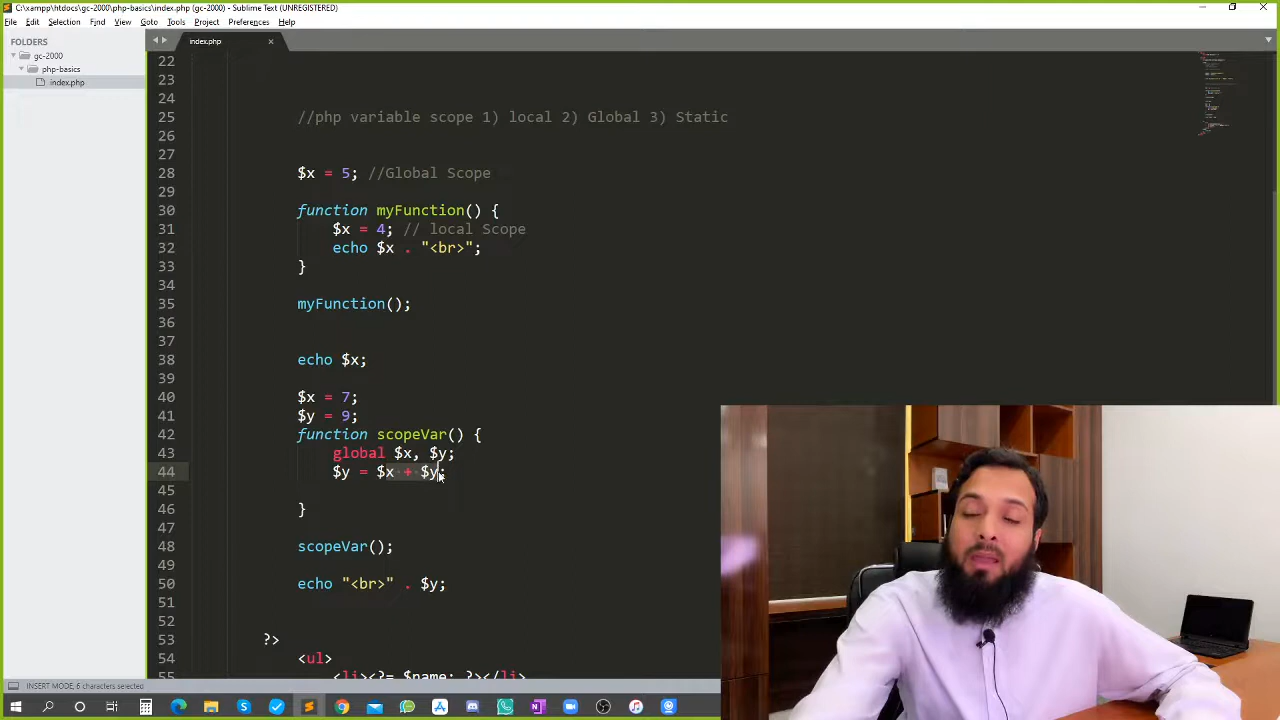 C:\xampp\htdocs\gc-2000\php-basics\index.php (gc-2000) - Sublime Text (UNREGISTERED)
File Edit Selection Find View Goto Tools Project Preferences Help
FOLDERS
gc-2000
php-basics
index.php
index.php
22
23
24
25 //php variable scope 1) local 2) Global 3) Static
26
27
28 $x = 5; //Global Scope
29
30 function myFunction() {
31 $x = 4; // local Scope
32 echo $x . "<br>";
33 }
34
35 myFunction();
36
37
38 echo $x;
39
40 $x = 7;
41 $y = 9;
42 function scopeVar() {
43 global $x, $y;
44 $y = $x + $y;
45
46 }
47
48 scopeVar();
49
50 echo "<br>" . $y;
51
52
53 ?>
54 <ul>
55 <li><?= $name; ?></li>
INSERT MODE, 6 characters selected